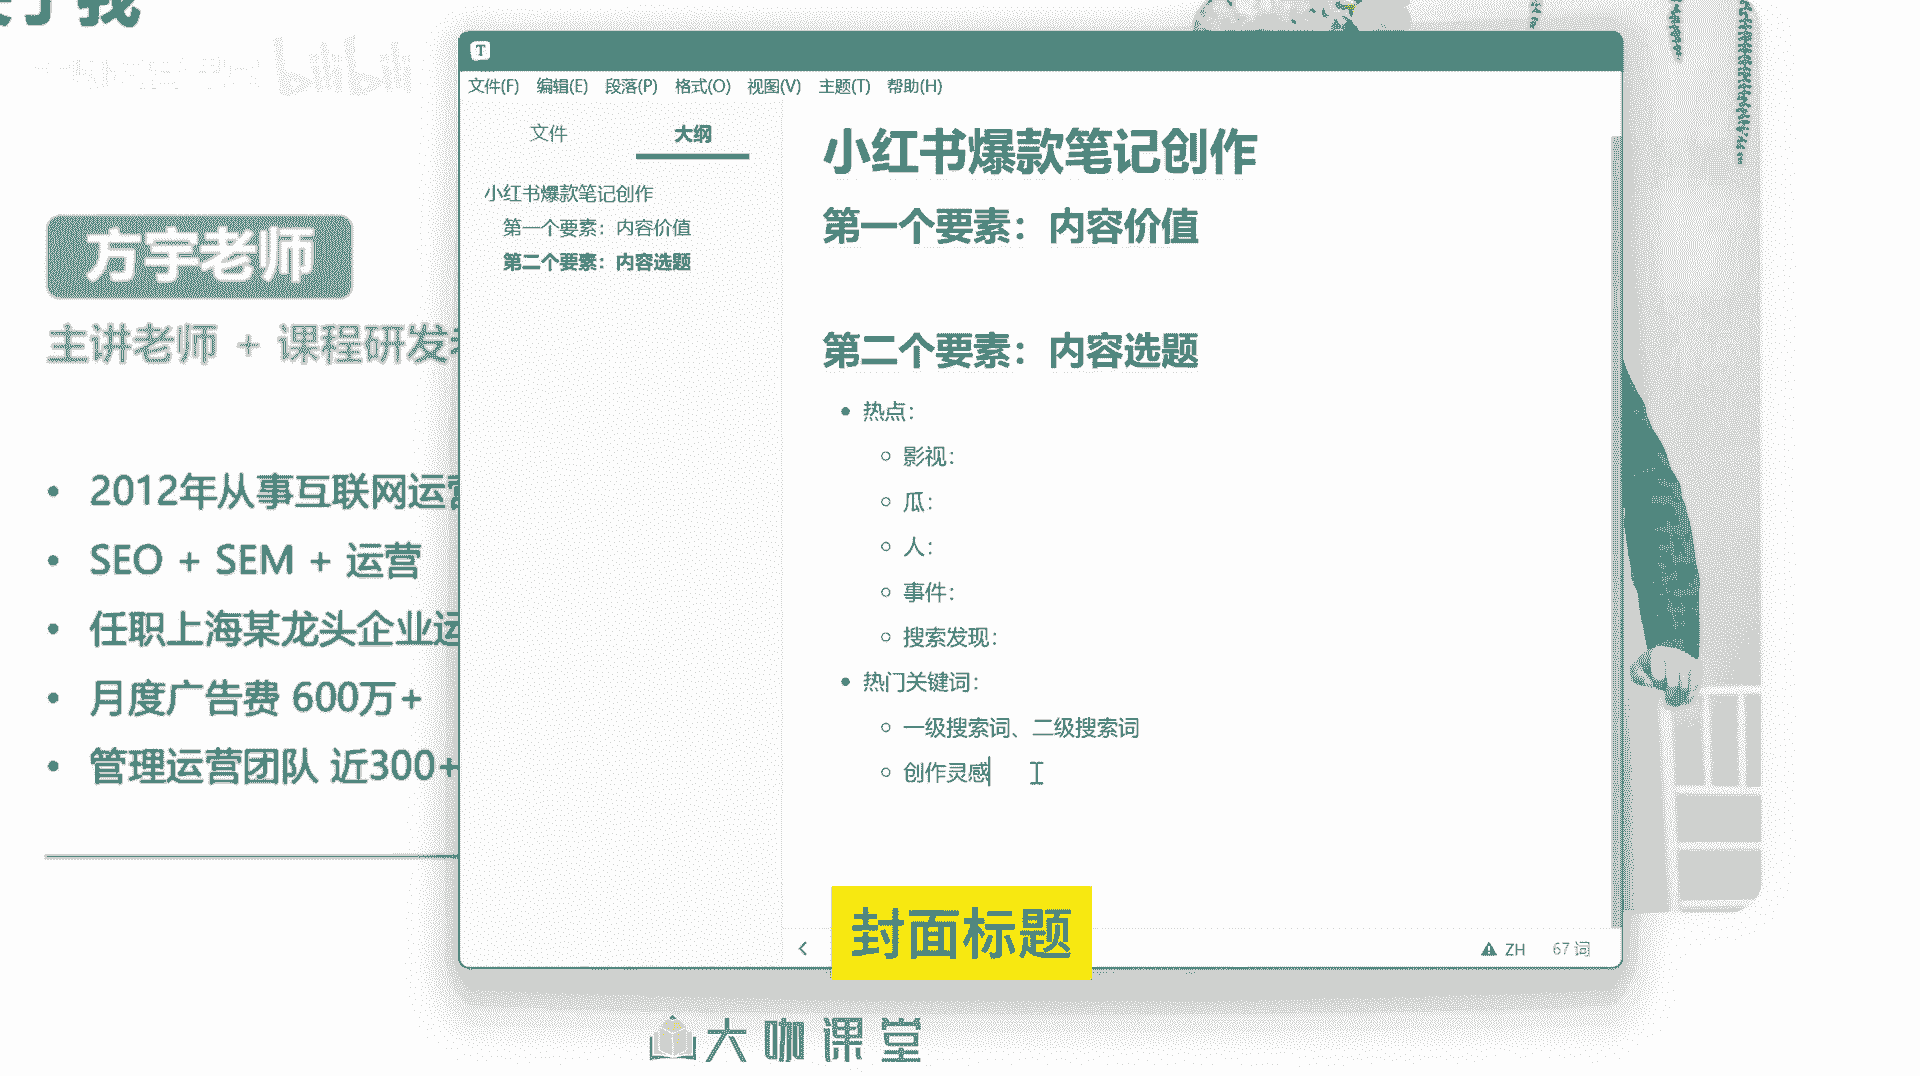 bilibili
方宇老师
主讲老师 + 课程研发
2012年从事互联网运营
SEO + SEM + 运营
任职上海某龙头企业运
月度广告费 600万+
管理运营团队 近300+
T
文件(F) 编辑(E) 段落(P) 格式(O) 视图(V) 主题(T) 帮助(H)
文件 大纲
小红书爆款笔记创作
第一个要素：内容价值
第二个要素：内容选题
小红书爆款笔记创作
第一个要素：内容价值
第二个要素：内容选题
热点：
影视：
瓜：
人：
事件：
搜索发现：
热门关键词：
一级搜索词、二级搜索词
创作灵感
封面标题
ZH 67 词
大咖课堂